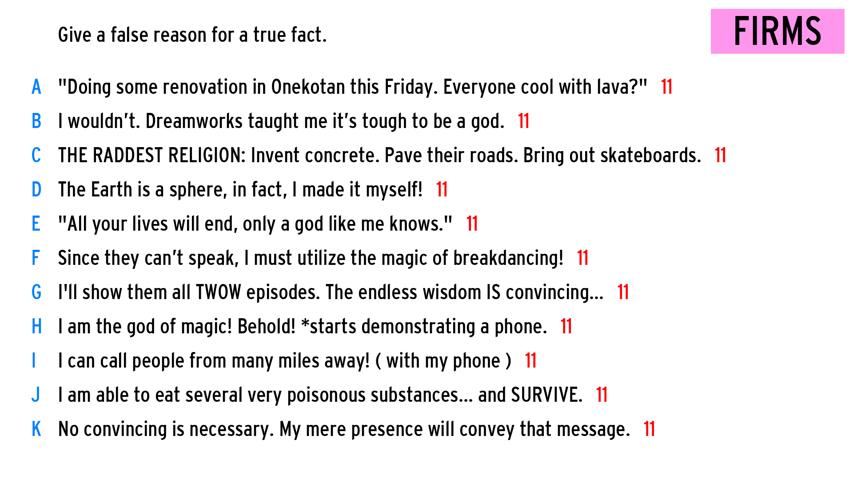 Give a false reason for a true fact.
FIRMS
A "Doing some renovation in Onekotan this Friday. Everyone cool with lava?" 11
B I wouldn't. Dreamworks taught me it's tough to be a god. 11
C THE RADDEST RELIGION: Invent concrete. Pave their roads. Bring out skateboards. 11
D The Earth is a sphere, in fact, I made it myself! 11
E "All your lives will end, only a god like me knows." 11
F Since they can't speak, I must utilize the magic of breakdancing! 11
G I'll show them all TWOW episodes. The endless wisdom IS convincing... 11
H I am the god of magic! Behold! *starts demonstrating a phone. 11
I I can call people from many miles away! ( with my phone ) 11
J I am able to eat several very poisonous substances... and SURVIVE. 11
K No convincing is necessary. My mere presence will convey that message. 11